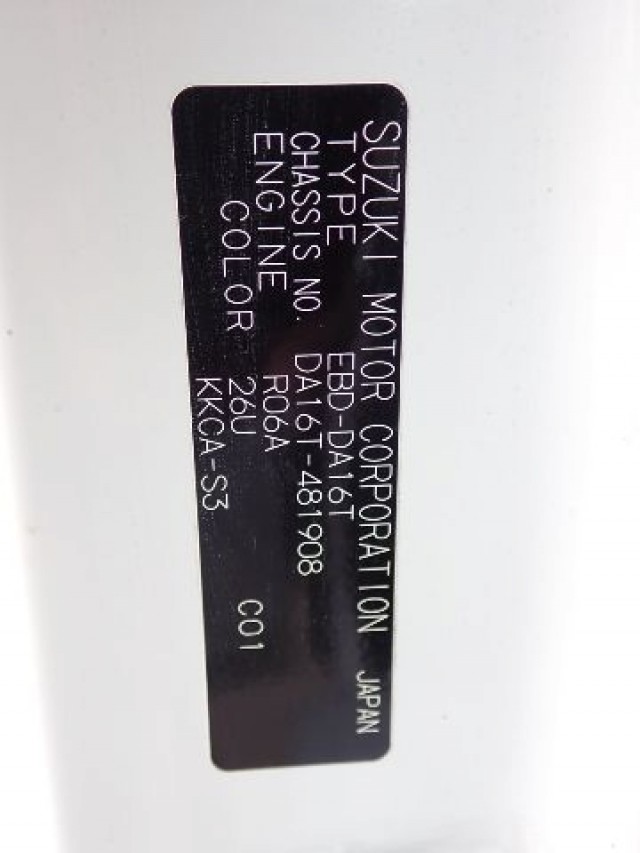 SUZUKI MOTOR CORPORATION JAPAN
TYPE EBD-DA16T
CHASSIS NO. DA16T-481908
ENGINE R06A
COLOR 26U C01
KKCA-S3